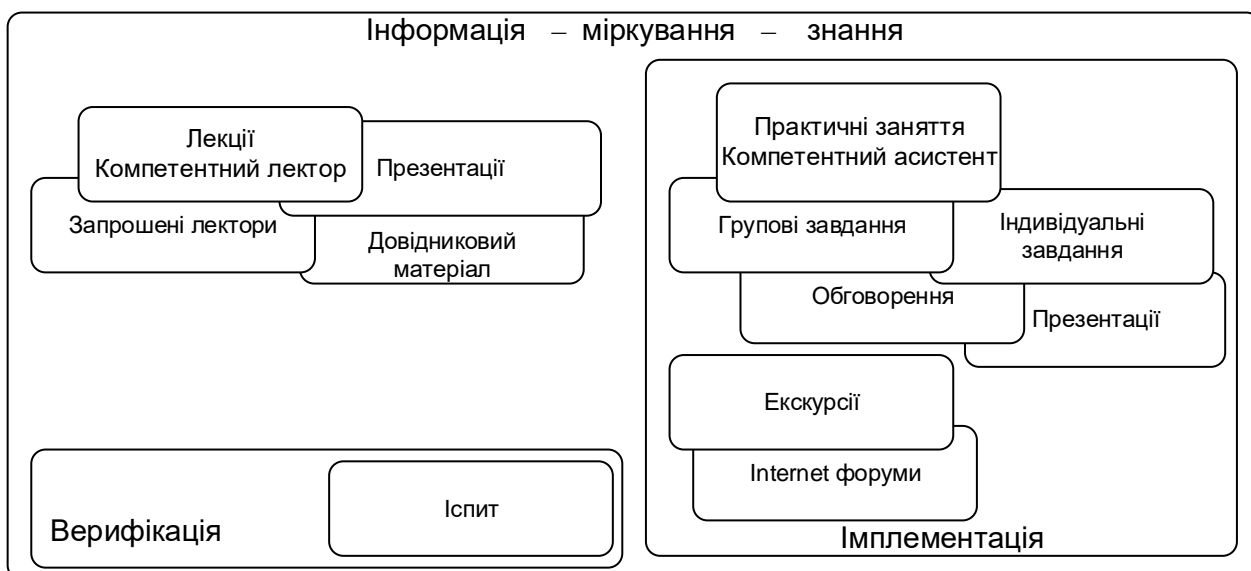 Інформація – міркування – знання
Лекції
Компетентний лектор
Презентації
Запрошені лектори
Довідниковий
матеріал
Верифікація
Іспит
Практичні заняття
Компетентний асистент
Групові завдання
Індивідуальні
завдання
Обговорення
Презентації
Екскурсії
Internet форуми
Імплементація